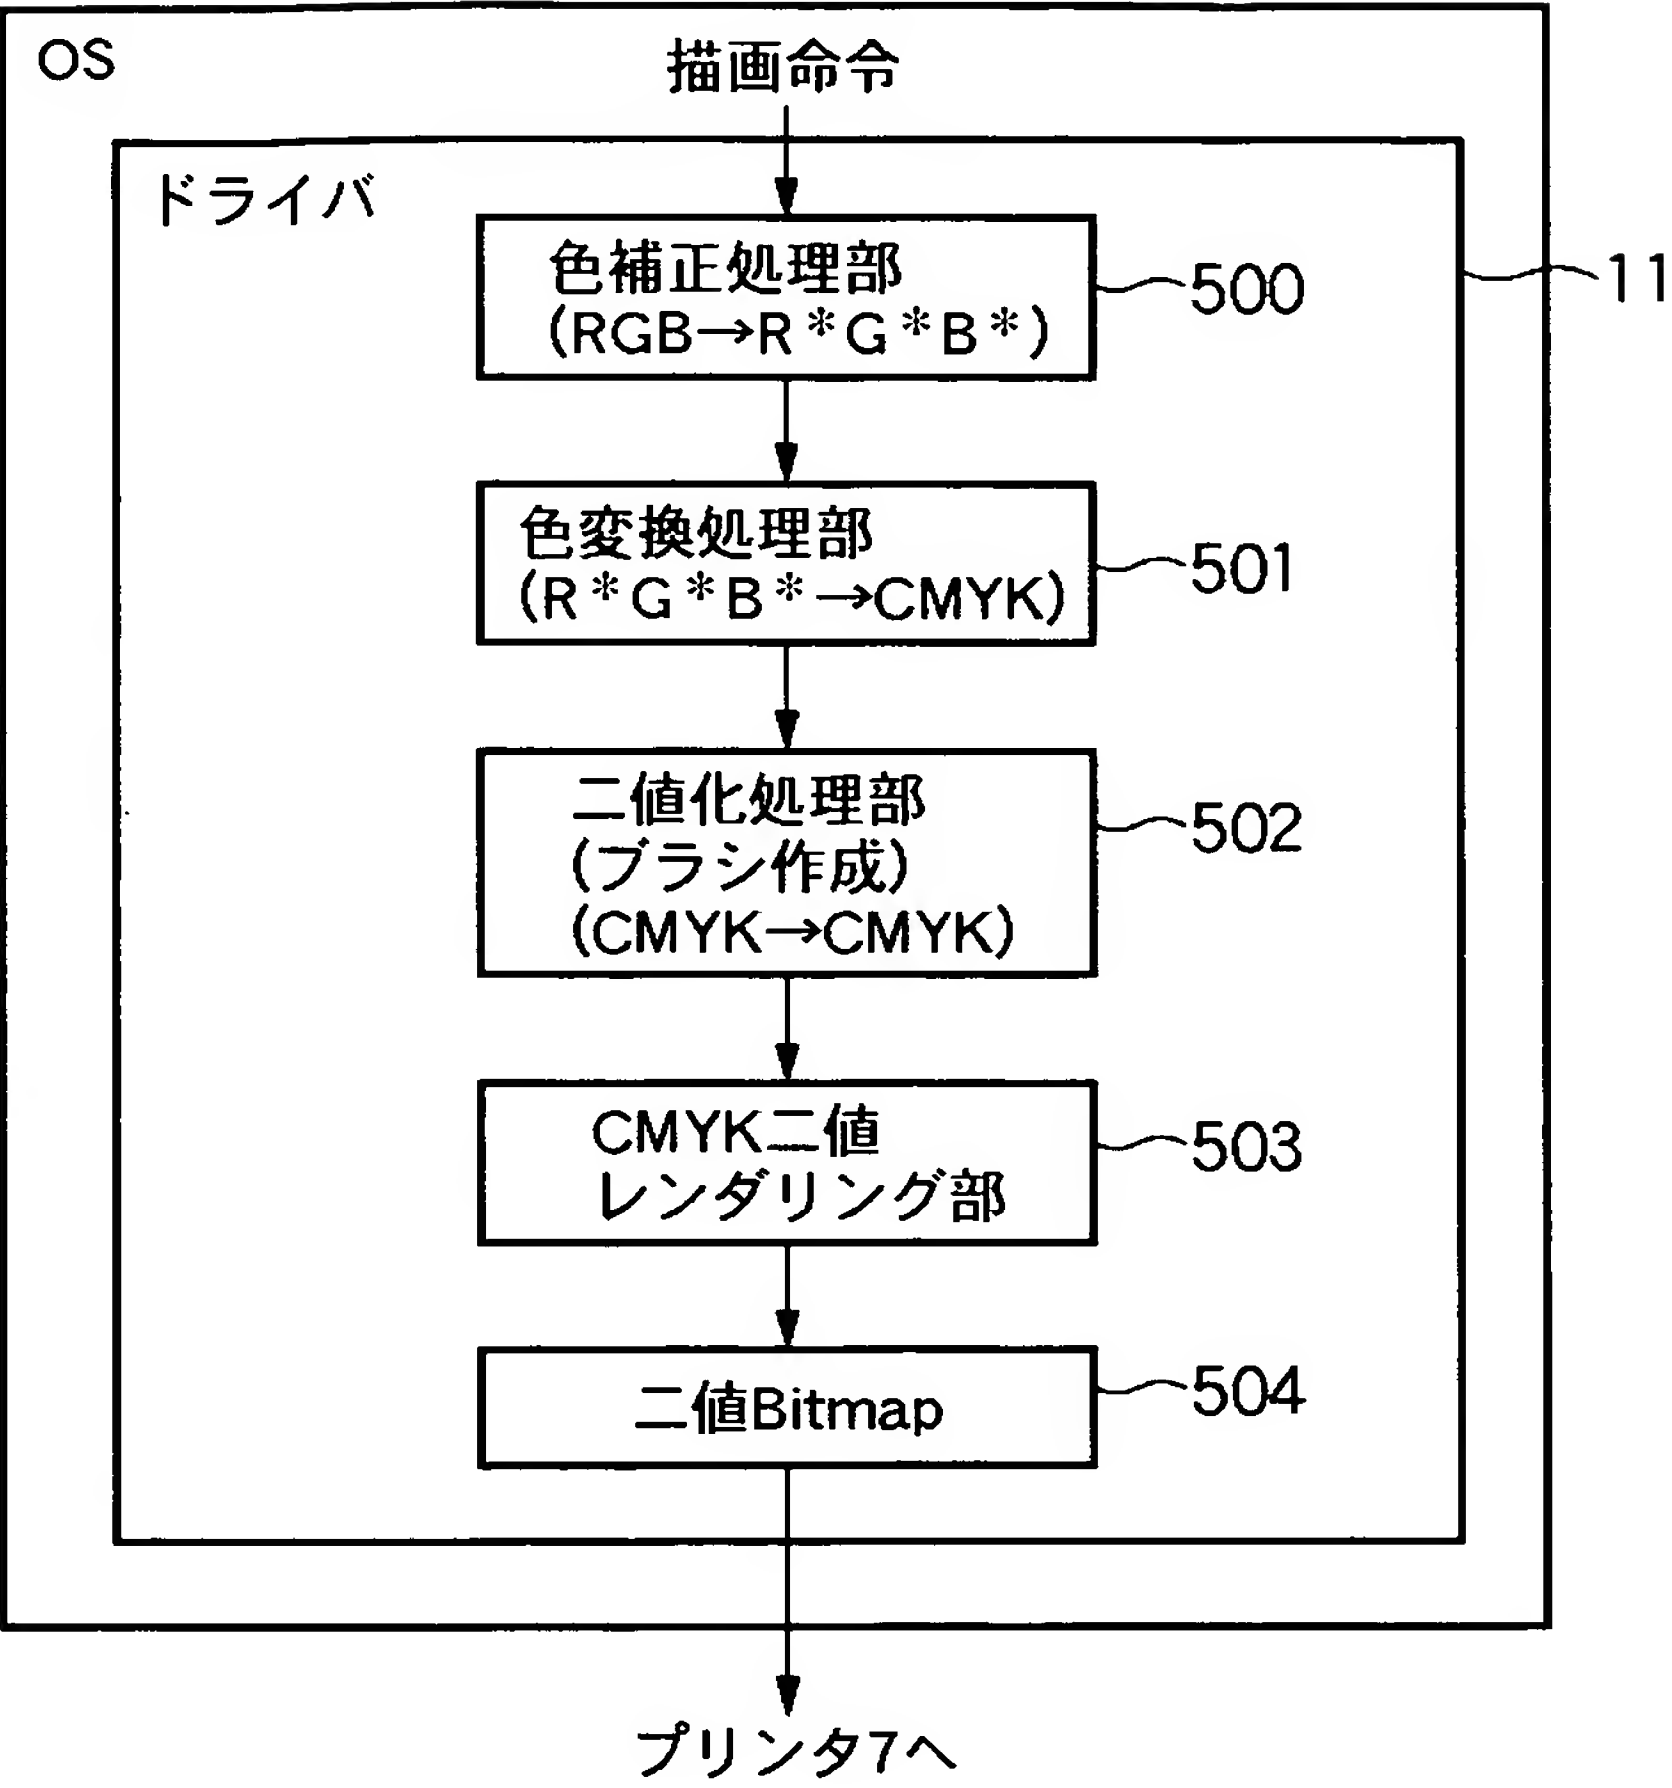 OS
描画命令
ドライバ
色補正処理部
(RGB→R*G*B*)
500
11
色変換処理部
(R*G*B*→CMYK)
501
二値化処理部
(ブラシ作成)
(CMYK→CMYK)
502
CMYK二値
レンダリング部
503
二値Bitmap
504
プリンタ7へ